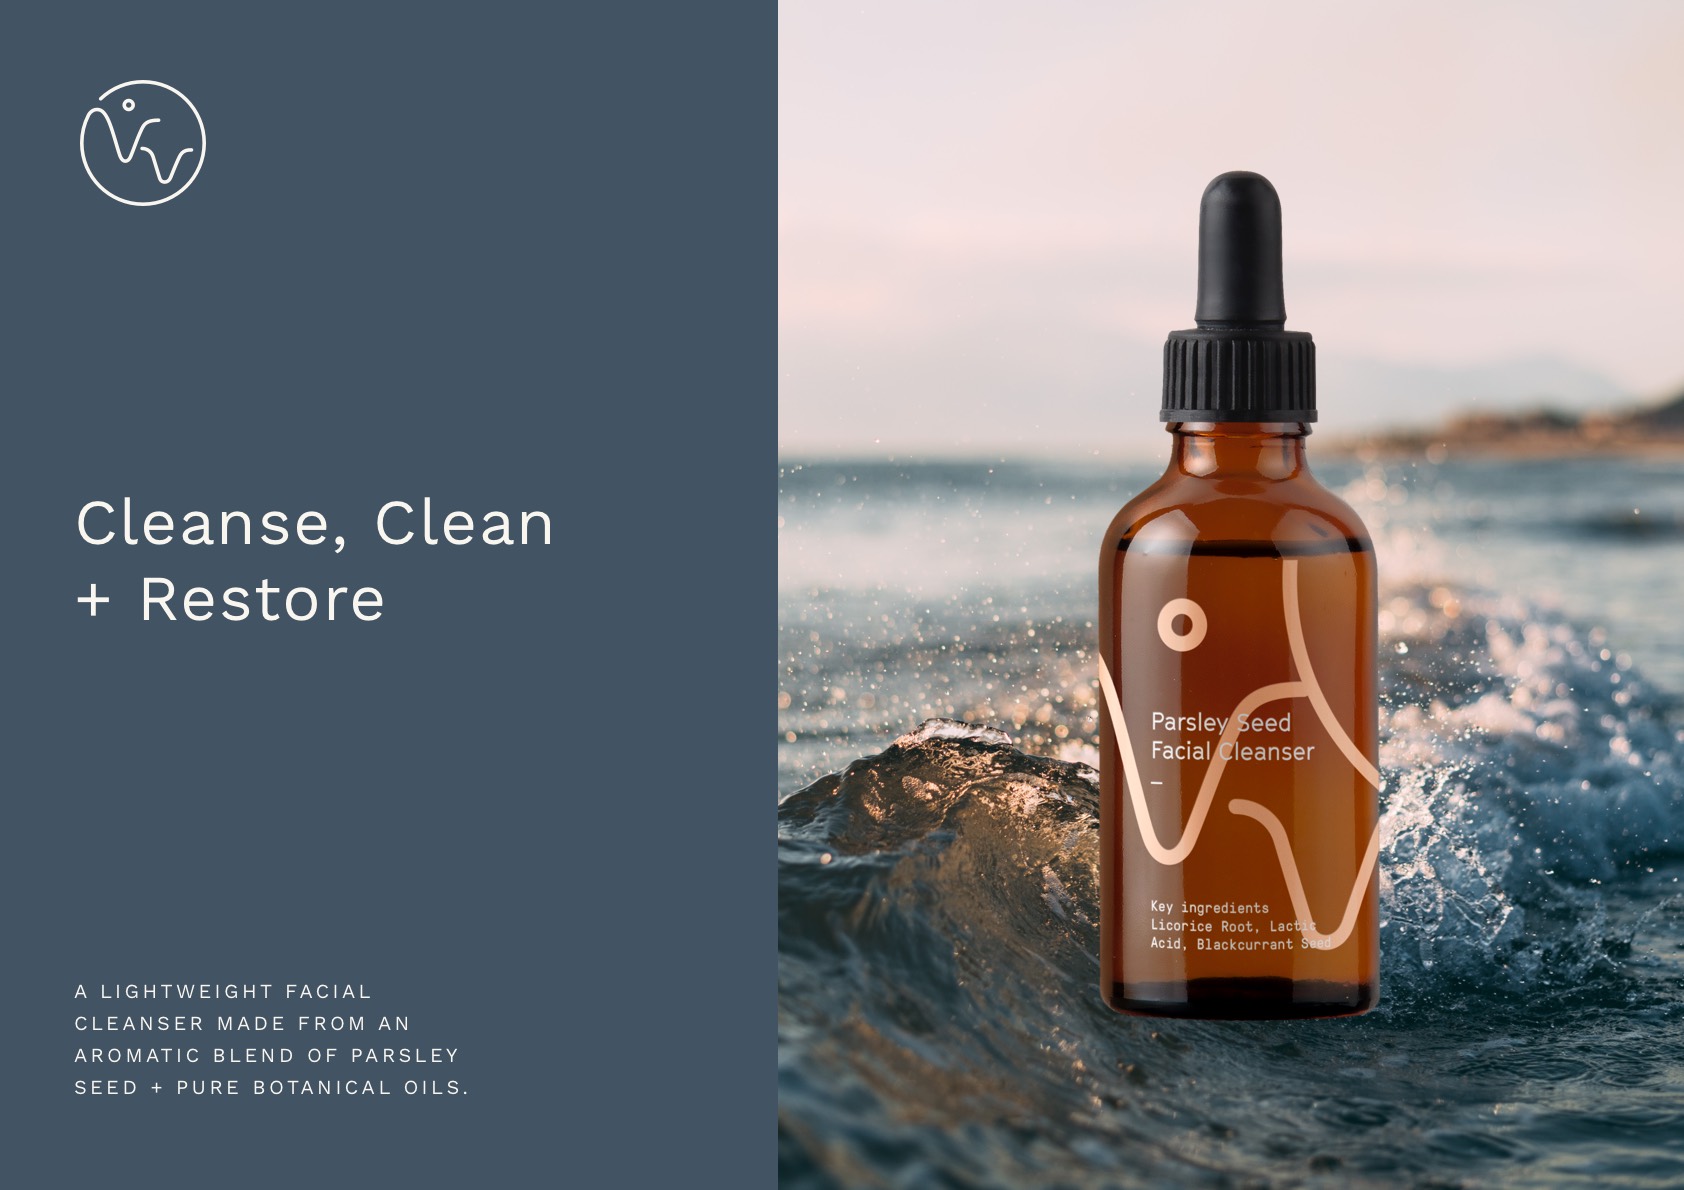 Cleanse, Clean
+ Restore
A LIGHTWEIGHT FACIAL
CLEANSER MADE FROM AN
AROMATIC BLEND OF PARSLEY
SEED + PURE BOTANICAL OILS.
Parsley Seed
Facial Cleanser
–
Key ingredients
Licorice Root, Lactic
Acid, Blackcurrant Seed